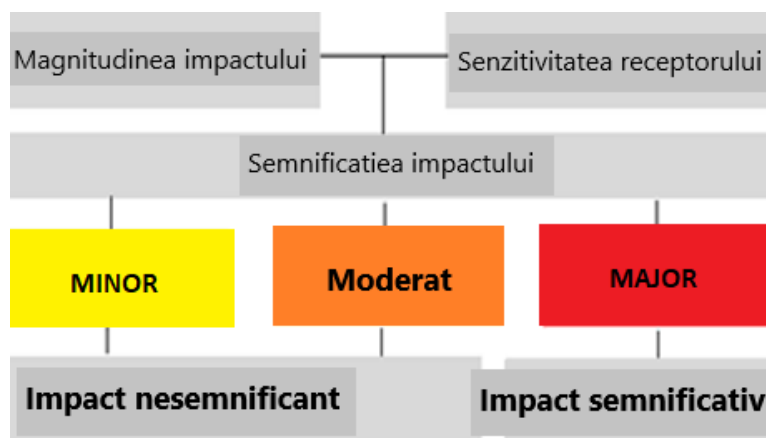 Magnitudinea impactului
Senzitivitatea receptorului
Semnificatiea impactului
MINOR
Moderat
MAJOR
Impact nesemnificant
Impact semnificativ